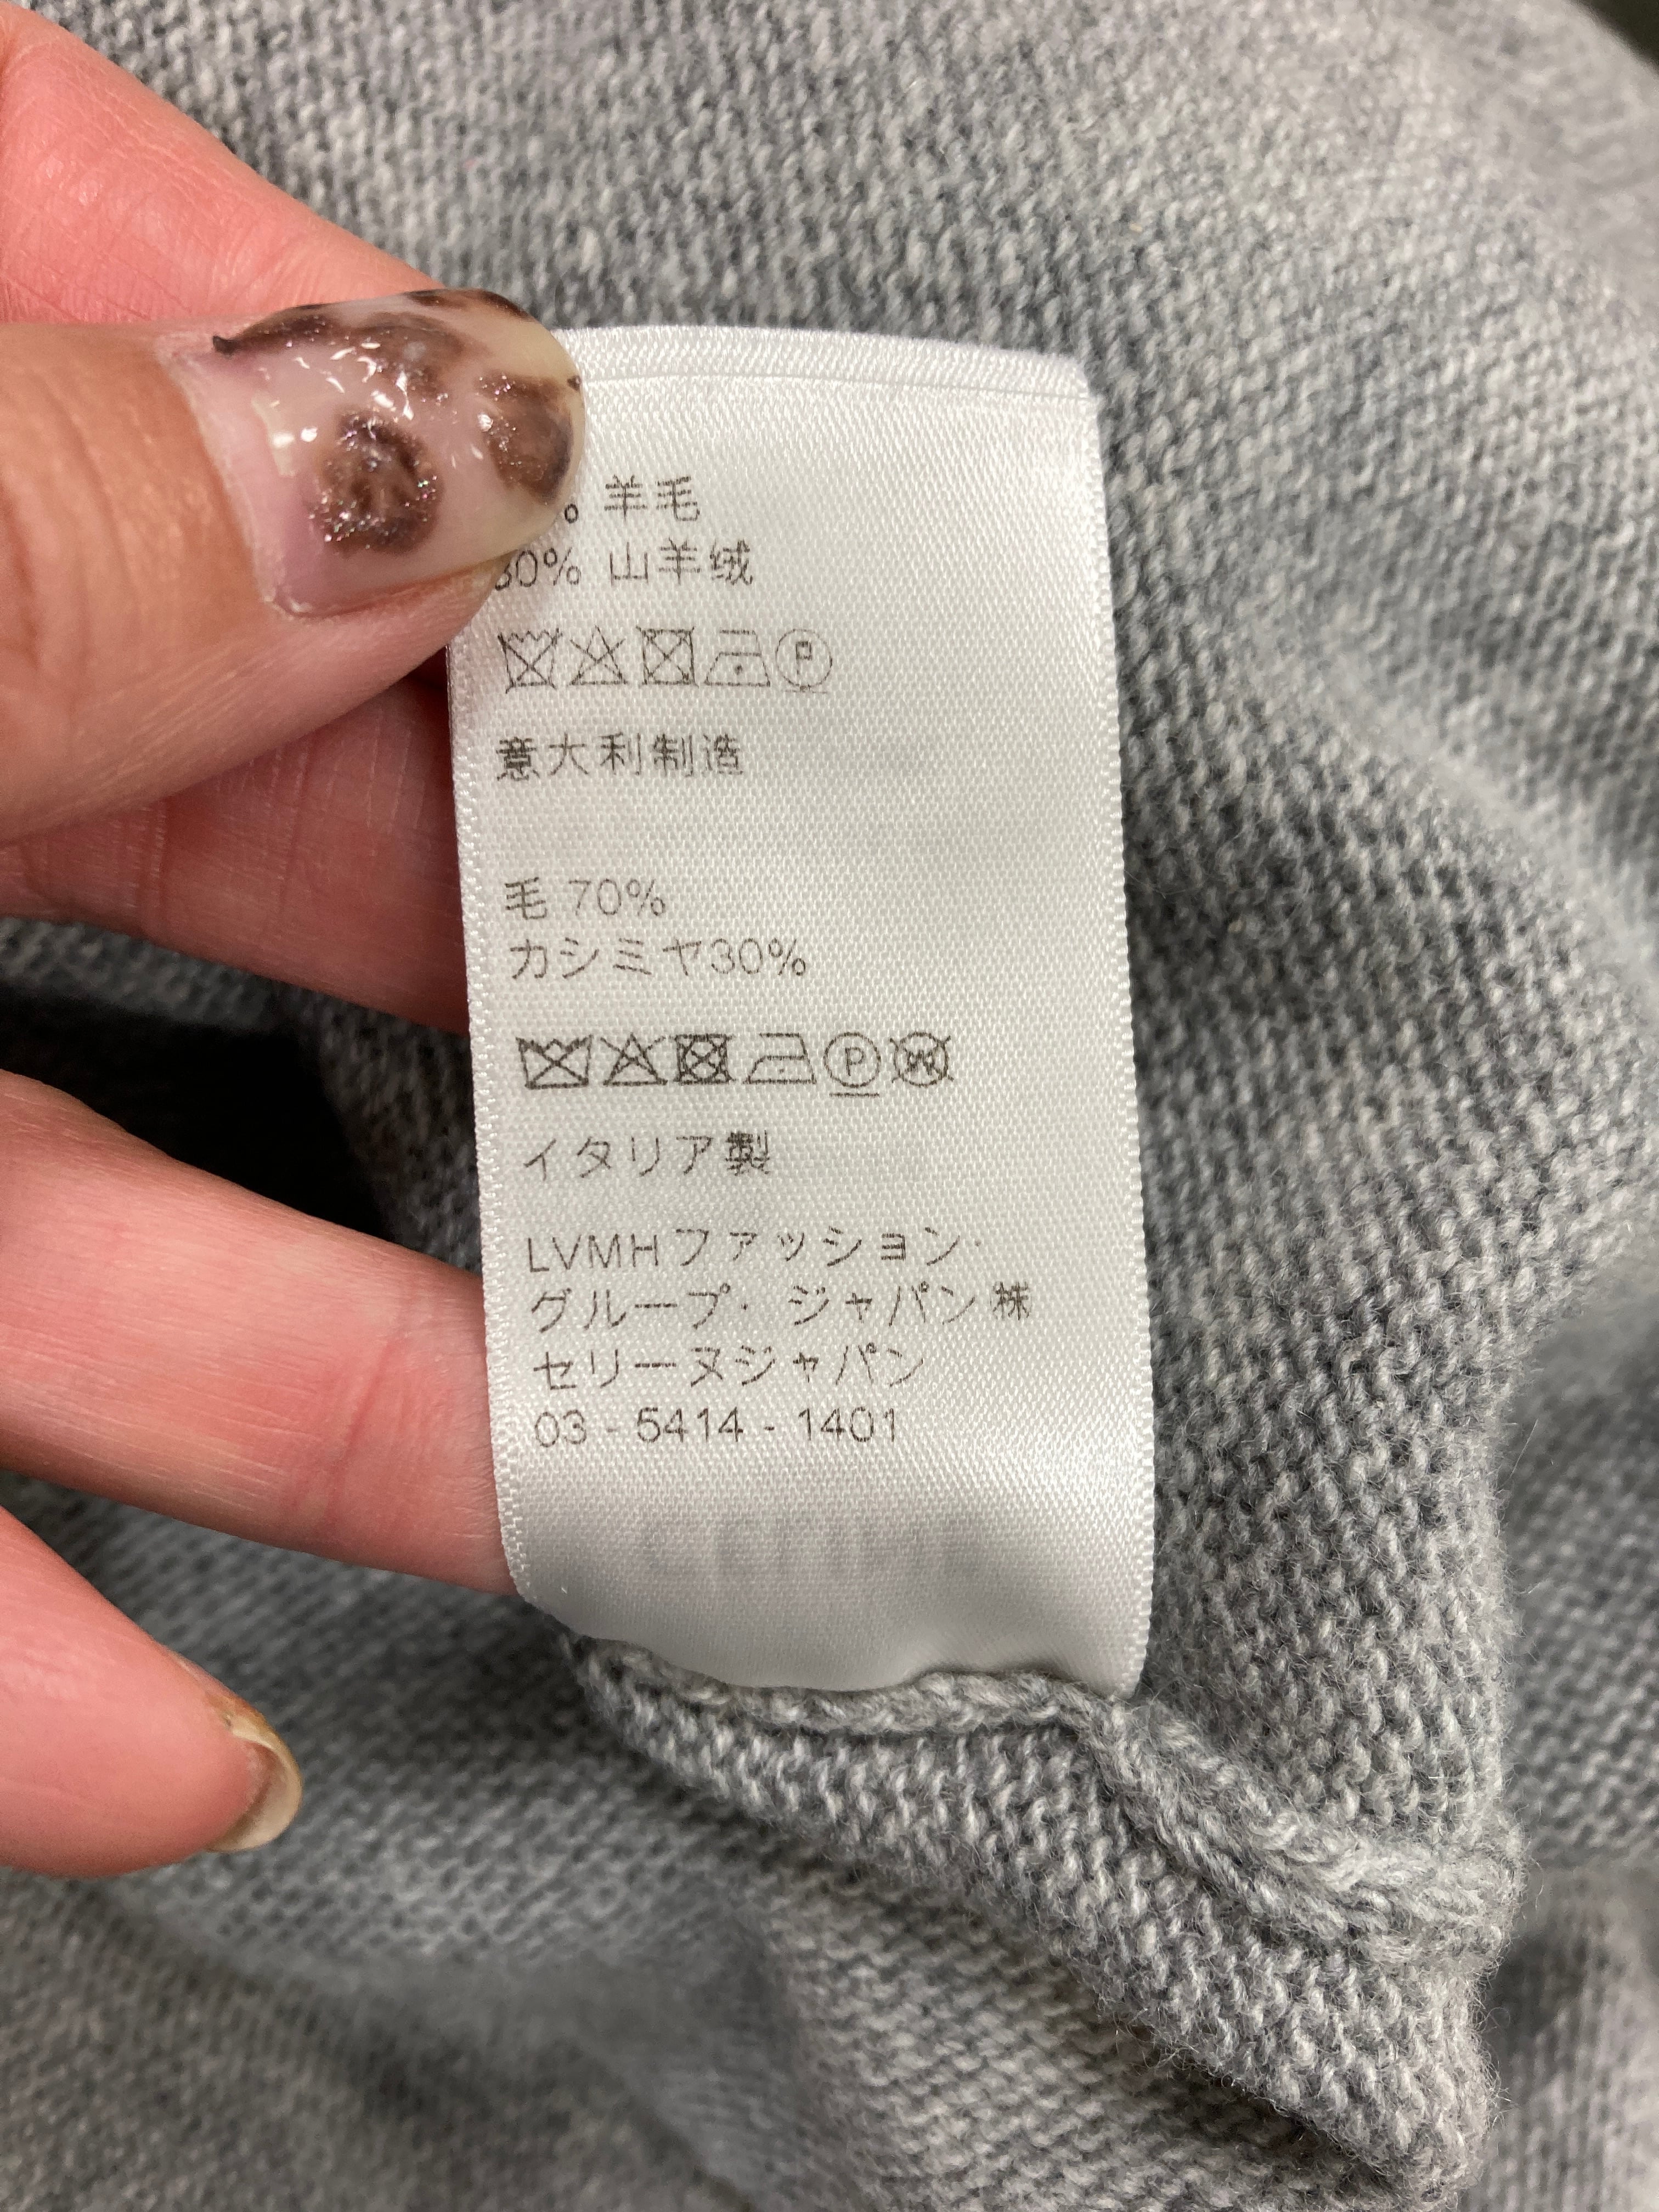 羊毛
30% 山羊绒
P
意大利制造
毛 70%
カシミヤ30%
P W
イタリア製
LVMHファッション・
グループ・ジャパン㈱
セリーヌジャパン
03 - 5414 - 1401